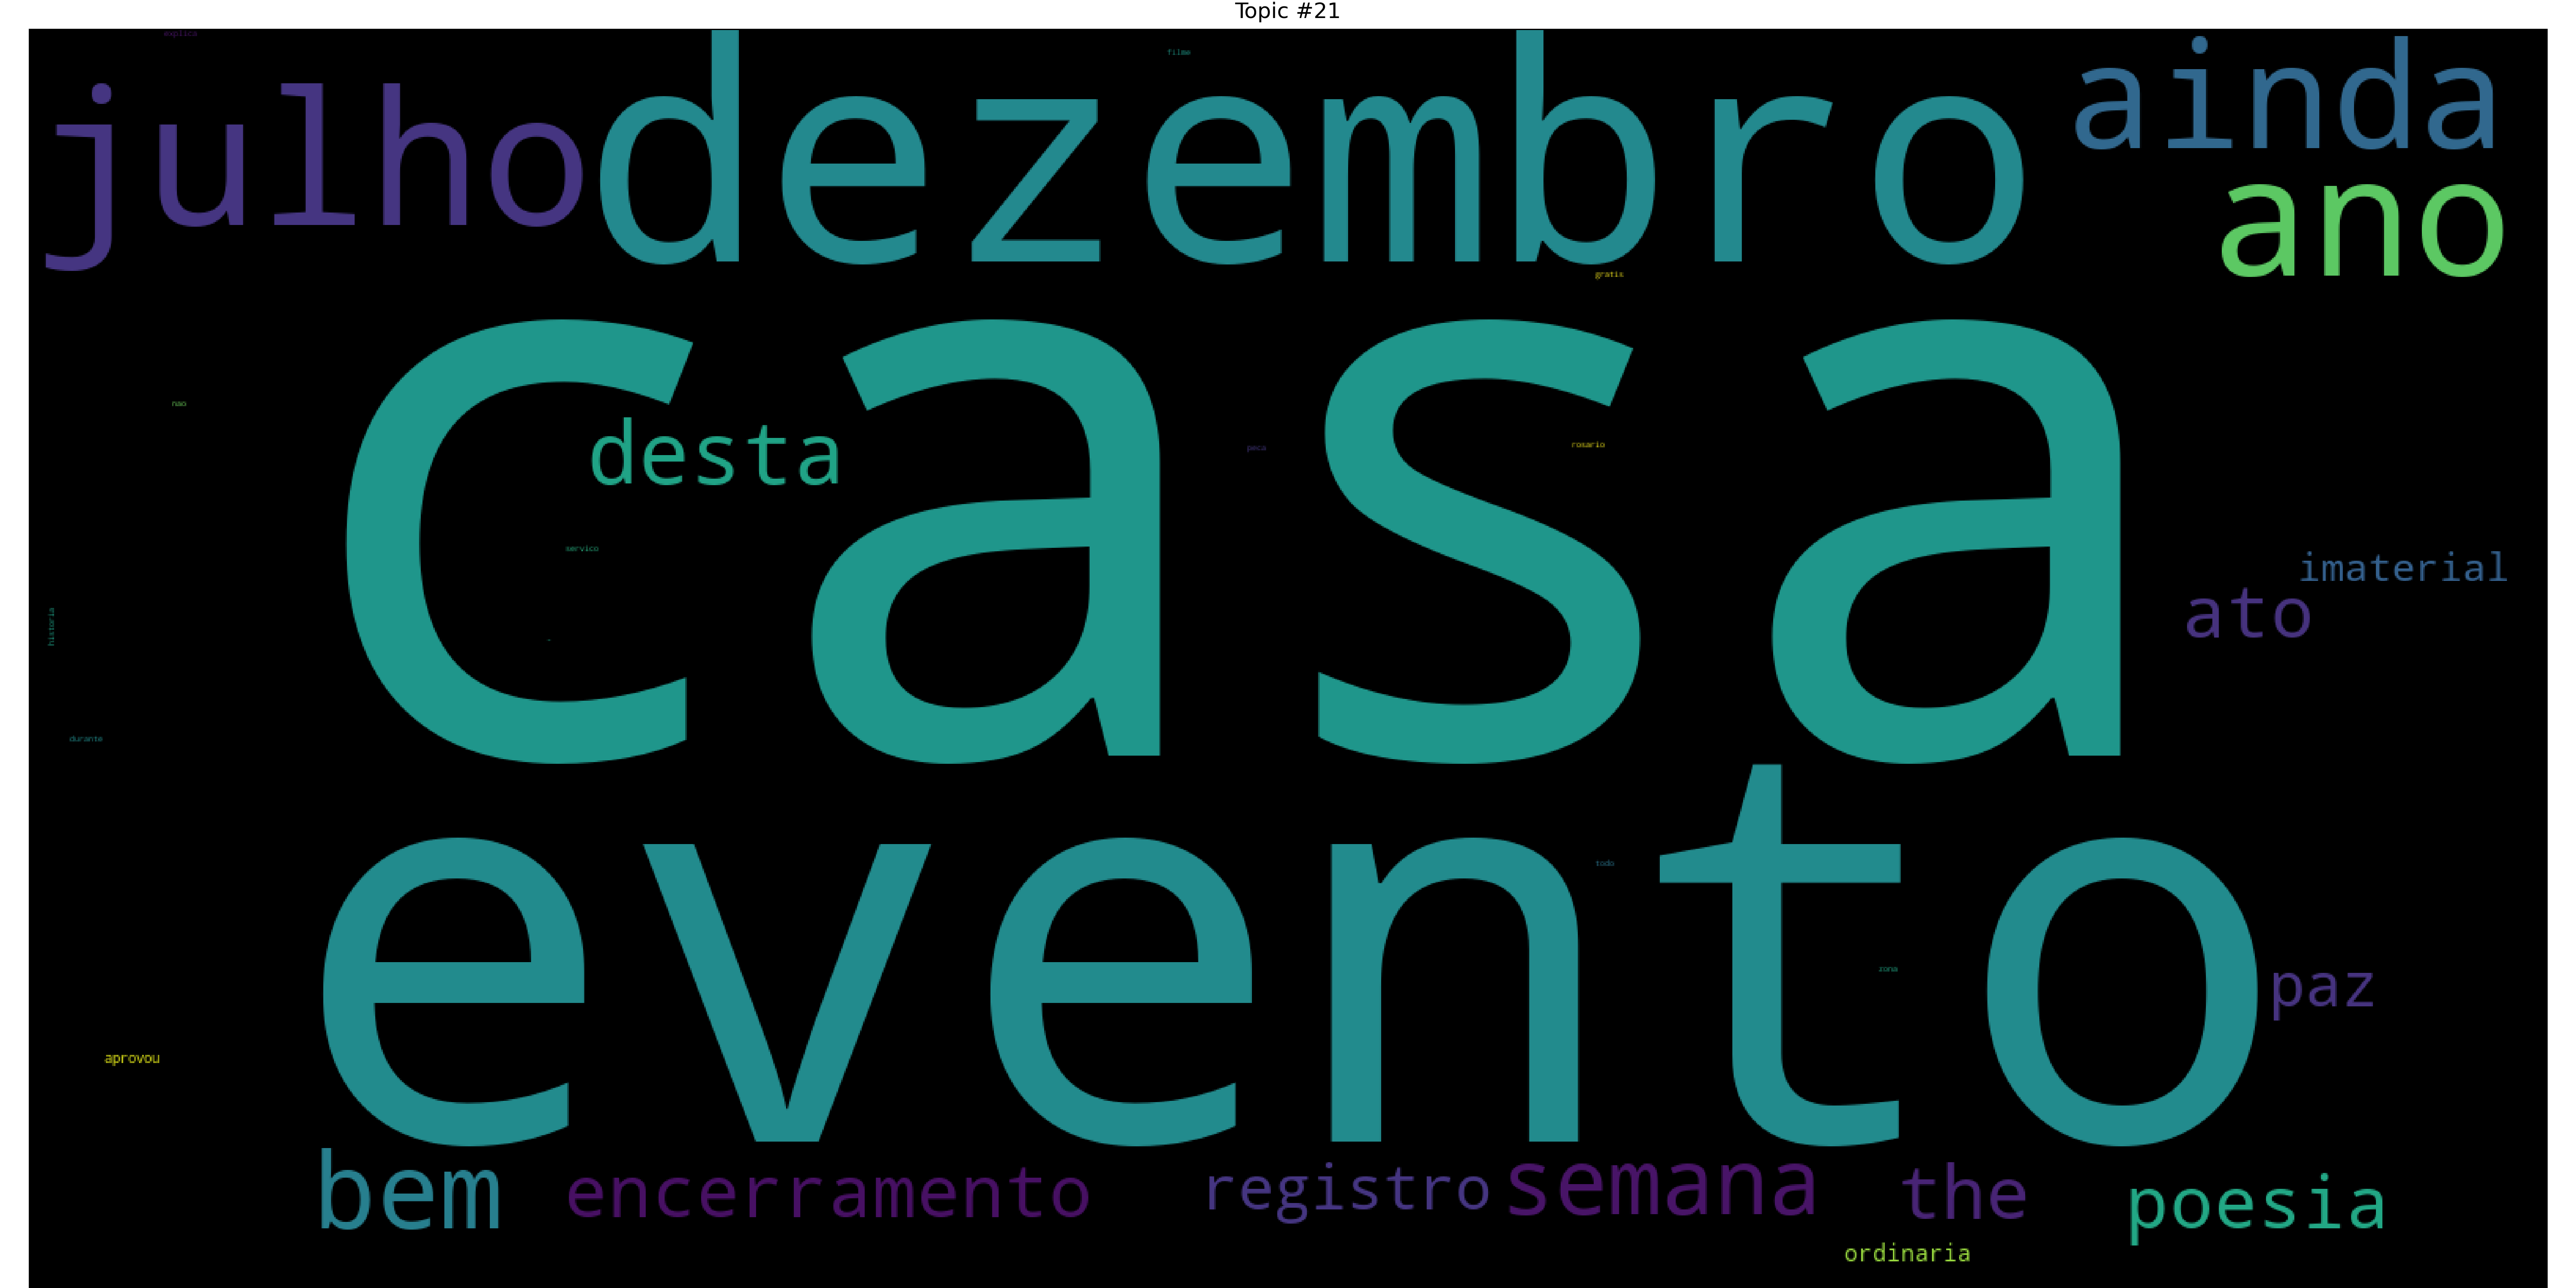 Topic #21
explica
filme
julho
dezembro
ainda
ano
gratis
casa
nao
desta
peca
rosario
servico
imaterial
ato
historia
durante
evento
todo
zona
paz
aprovou
bem
encerramento
registro
semana
the
poesia
ordinaria